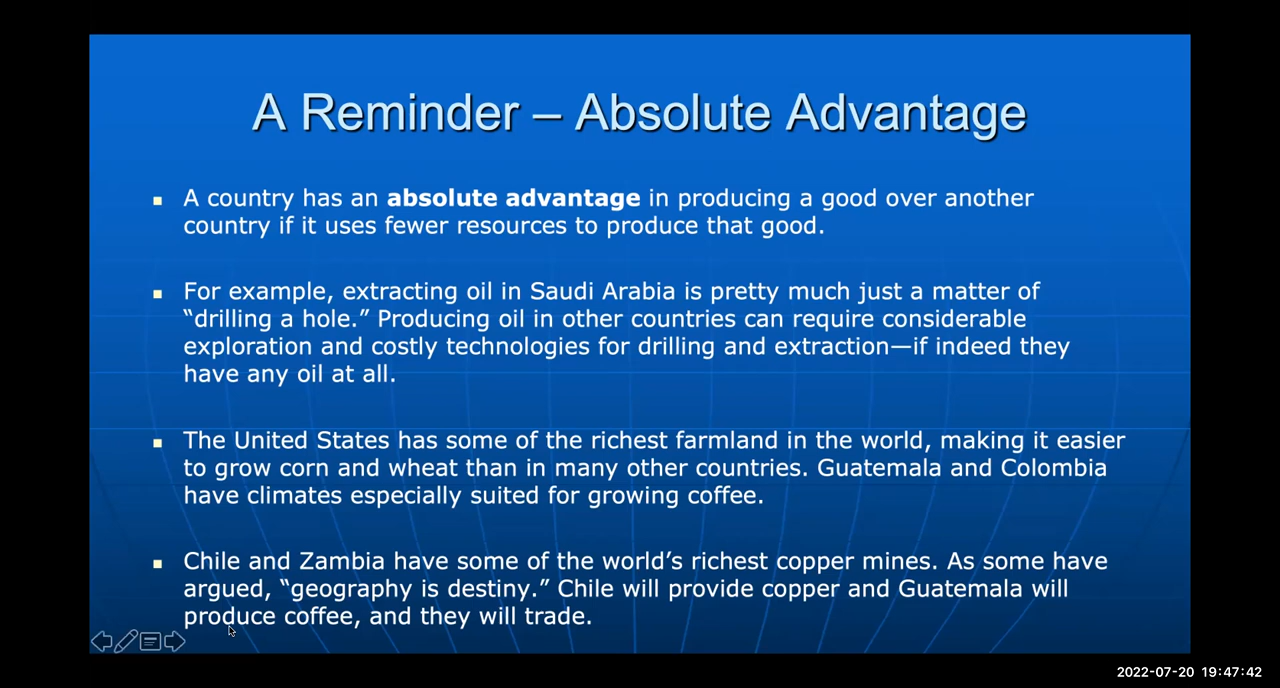 A Reminder – Absolute Advantage
A country has an absolute advantage in producing a good over another
country if it uses fewer resources to produce that good.
For example, extracting oil in Saudi Arabia is pretty much just a matter of
“drilling a hole.” Producing oil in other countries can require considerable
exploration and costly technologies for drilling and extraction—if indeed they
have any oil at all.
The United States has some of the richest farmland in the world, making it easier
to grow corn and wheat than in many other countries. Guatemala and Colombia
have climates especially suited for growing coffee.
Chile and Zambia have some of the world’s richest copper mines. As some have
argued, “geography is destiny.” Chile will provide copper and Guatemala will
produce coffee, and they will trade.
2022-07-20 19:47:42